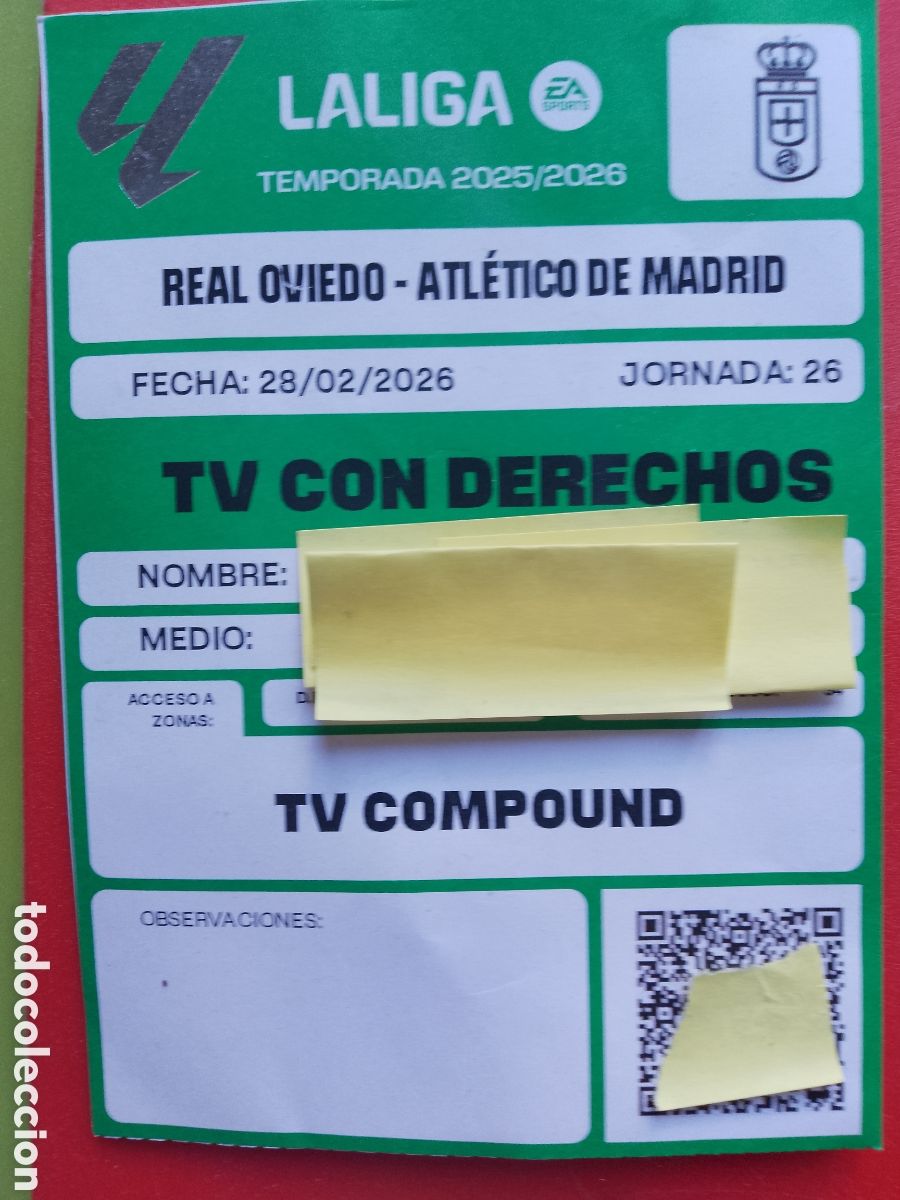 LALIGA
EA SPORTS
TEMPORADA 2025/2026
REAL OVIEDO - ATLÉTICO DE MADRID
FECHA: 28/02/2026 JORNADA: 26
TV CON DERECHOS
NOMBRE:
MEDIO:
ACCESO A
ZONAS:
TV COMPOUND
OBSERVACIONES:
todocoleccion